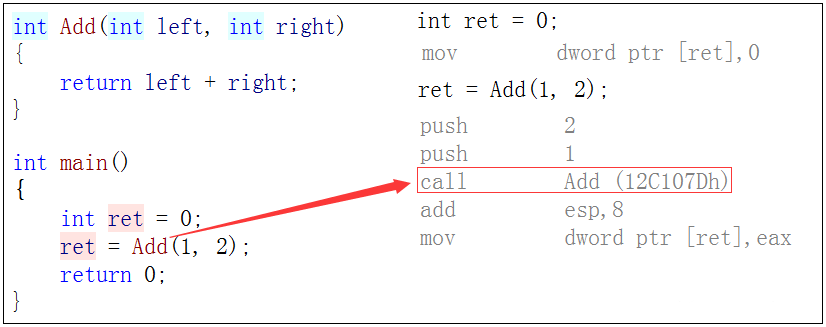 int Add(int left, int right)
{
    return left + right;
}
int main()
{
    int ret = 0;
    ret = Add(1, 2);
    return 0;
}
int ret = 0;
mov dword ptr [ret],0
ret = Add(1, 2);
push 2
push 1
call Add (12C107Dh)
add esp,8
mov dword ptr [ret],eax